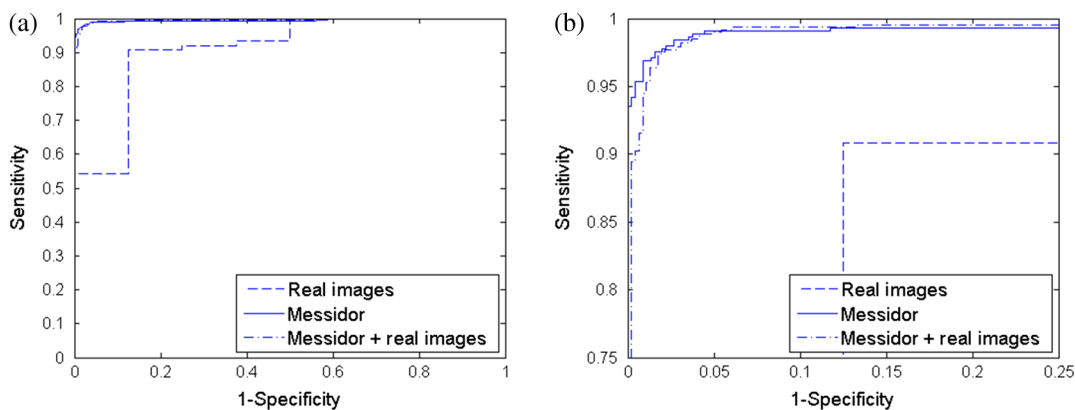 (a)
1
0.9
0.8
0.7
0.6
0.5
0.4
0.3
0.2
0.1
0
Sensitivity
0 0.2 0.4 0.6 0.8 1
1-Specificity
Real images
Messidor
Messidor + real images
(b)
1
0.95
0.9
0.85
0.8
0.75
Sensitivity
0 0.05 0.1 0.15 0.2 0.25
1-Specificity
Real images
Messidor
Messidor + real images